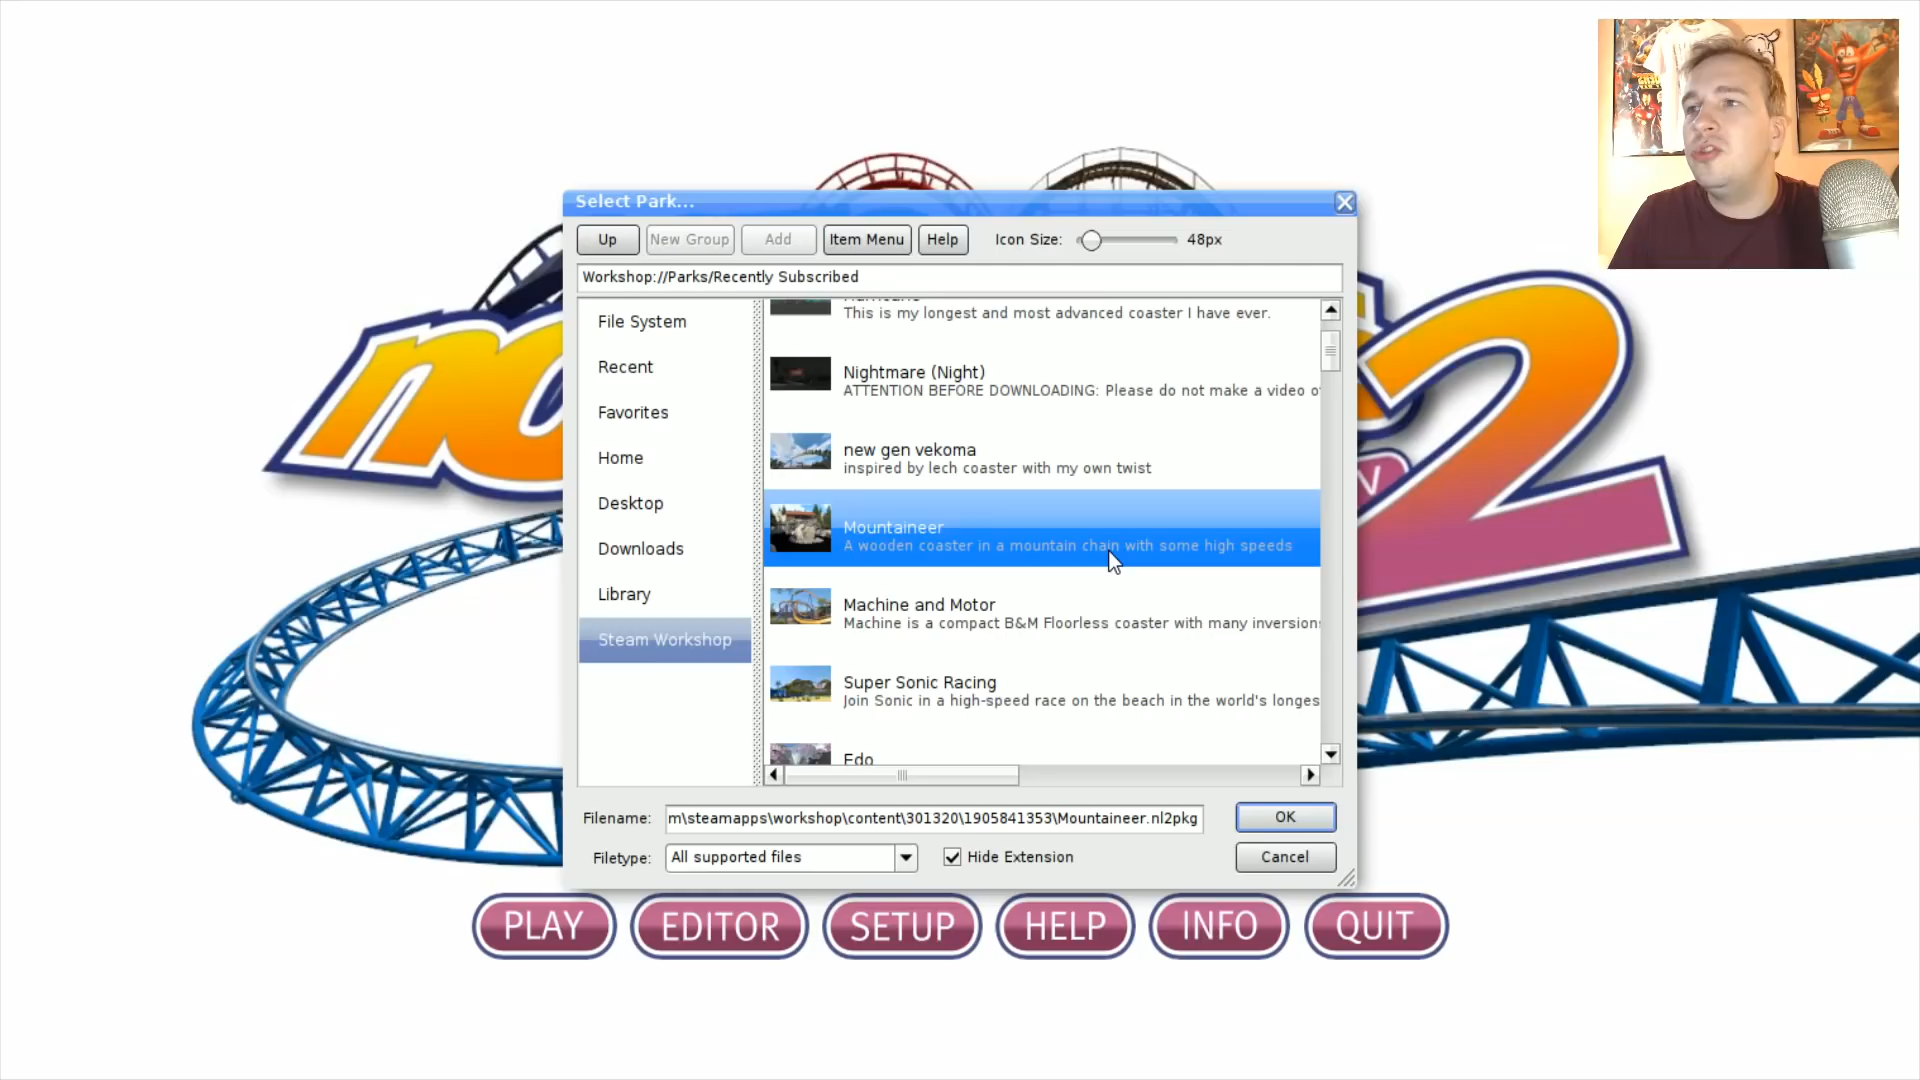 Select Park...
Up
New Group
Add
Item Menu
Help
Icon Size:
48px
Workshop://Parks/Recently Subscribed
File System
Recent
Favorites
Home
Desktop
Downloads
Library
Steam Workshop
This is my longest and most advanced coaster I have ever.
Nightmare (Night)
ATTENTION BEFORE DOWNLOADING: Please do not make a video o
new gen vekoma
inspired by lech coaster with my own twist
Mountaineer
A wooden coaster in a mountain chain with some high speeds
Machine and Motor
Machine is a compact B&M Floorless coaster with many inversions
Super Sonic Racing
Join Sonic in a high-speed race on the beach in the world's longes
Edo
Filename:
m\steamapps\workshop\content\301320\1905841353\Mountaineer.nl2pkg
OK
Filetype:
All supported files
Hide Extension
Cancel
no
2
PLAY
EDITOR
SETUP
HELP
INFO
QUIT